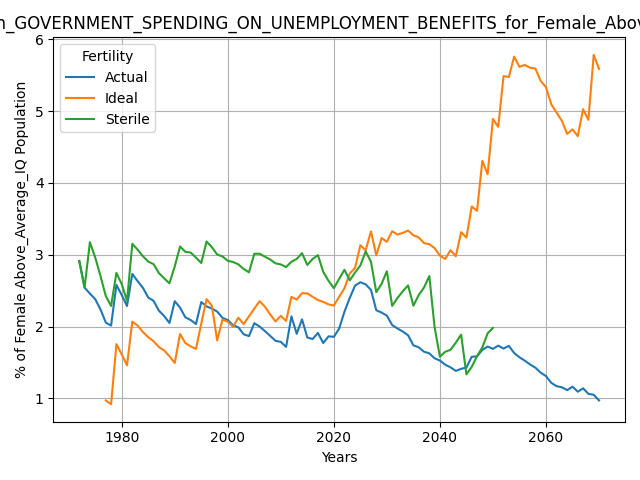 n_GOVERNMENT_SPENDING_ON_UNEMPLOYMENT_BENEFITS_for_Female_Above
Fertility
Actual
Ideal
Sterile
% of Female Above_Average_IQ Population
6
5
4
3
2
1
1980 2000 2020 2040 2060
Years